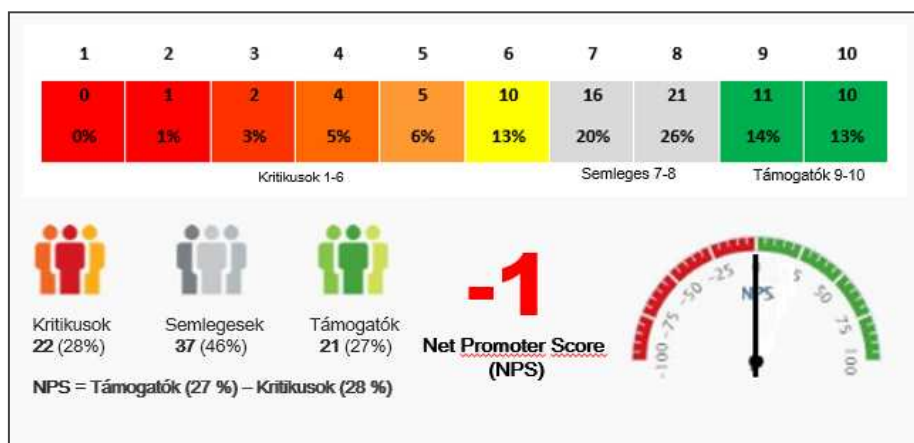 1 2 3 4 5 6 7 8 9 10
0 1 2 4 5 10 16 21 11 10
0% 1% 3% 5% 6% 13% 20% 26% 14% 13%
Kritikusok 1-6 Semleges 7-8 Támogatók 9-10
Kritikusok Semlegesek Támogatók
22 (28%) 37 (46%) 21 (27%)
NPS = Támogatók (27 %) – Kritikusok (28 %)
-1
Net Promoter Score
(NPS)
-100 -75 -50 -25 0 5 50 75 100
NPS